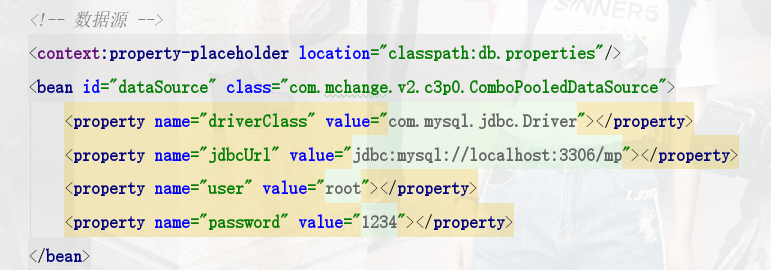 <!-- 数据源 -->
<context:property-placeholder location="classpath:db.properties"/>
<bean id="dataSource" class="com.mchange.v2.c3p0.ComboPooledDataSource">
<property name="driverClass" value="com.mysql.jdbc.Driver"></property>
<property name="jdbcUrl" value="jdbc:mysql://localhost:3306/mp"></property>
<property name="user" value="root"></property>
<property name="password" value="1234"></property>
</bean>
SINNERS